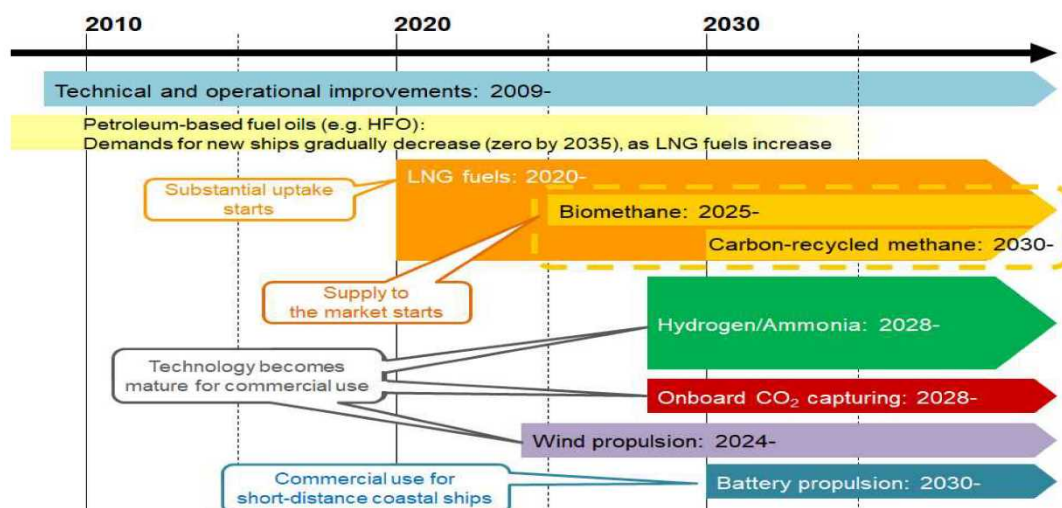 2010
2020
2030
Technical and operational improvements: 2009-
Petroleum-based fuel oils (e.g. HFO):
Demands for new ships gradually decrease (zero by 2035), as LNG fuels increase
LNG fuels: 2020-
Substantial uptake
starts
Biomethane: 2025-
Carbon-recycled methane: 2030-
Supply to
the market starts
Hydrogen/Ammonia: 2028-
Technology becomes
mature for commercial use
Onboard CO₂ capturing: 2028-
Wind propulsion: 2024-
Commercial use for
short-distance coastal ships
Battery propulsion: 2030-